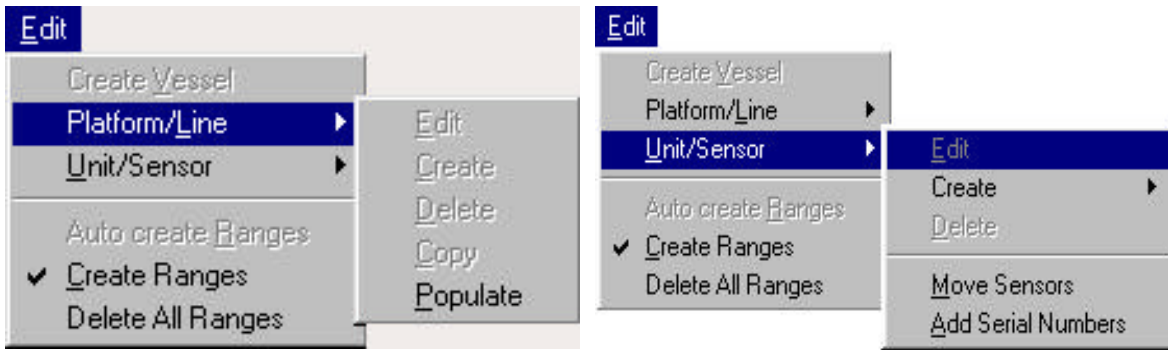 Edit
Create Vessel
Platform/Line
Unit/Sensor
Auto create Ranges
Create Ranges
Delete All Ranges
Edit
Create
Delete
Copy
Populate
Edit
Create Vessel
Platform/Line
Unit/Sensor
Auto create Ranges
Create Ranges
Delete All Ranges
Edit
Create
Delete
Move Sensors
Add Serial Numbers